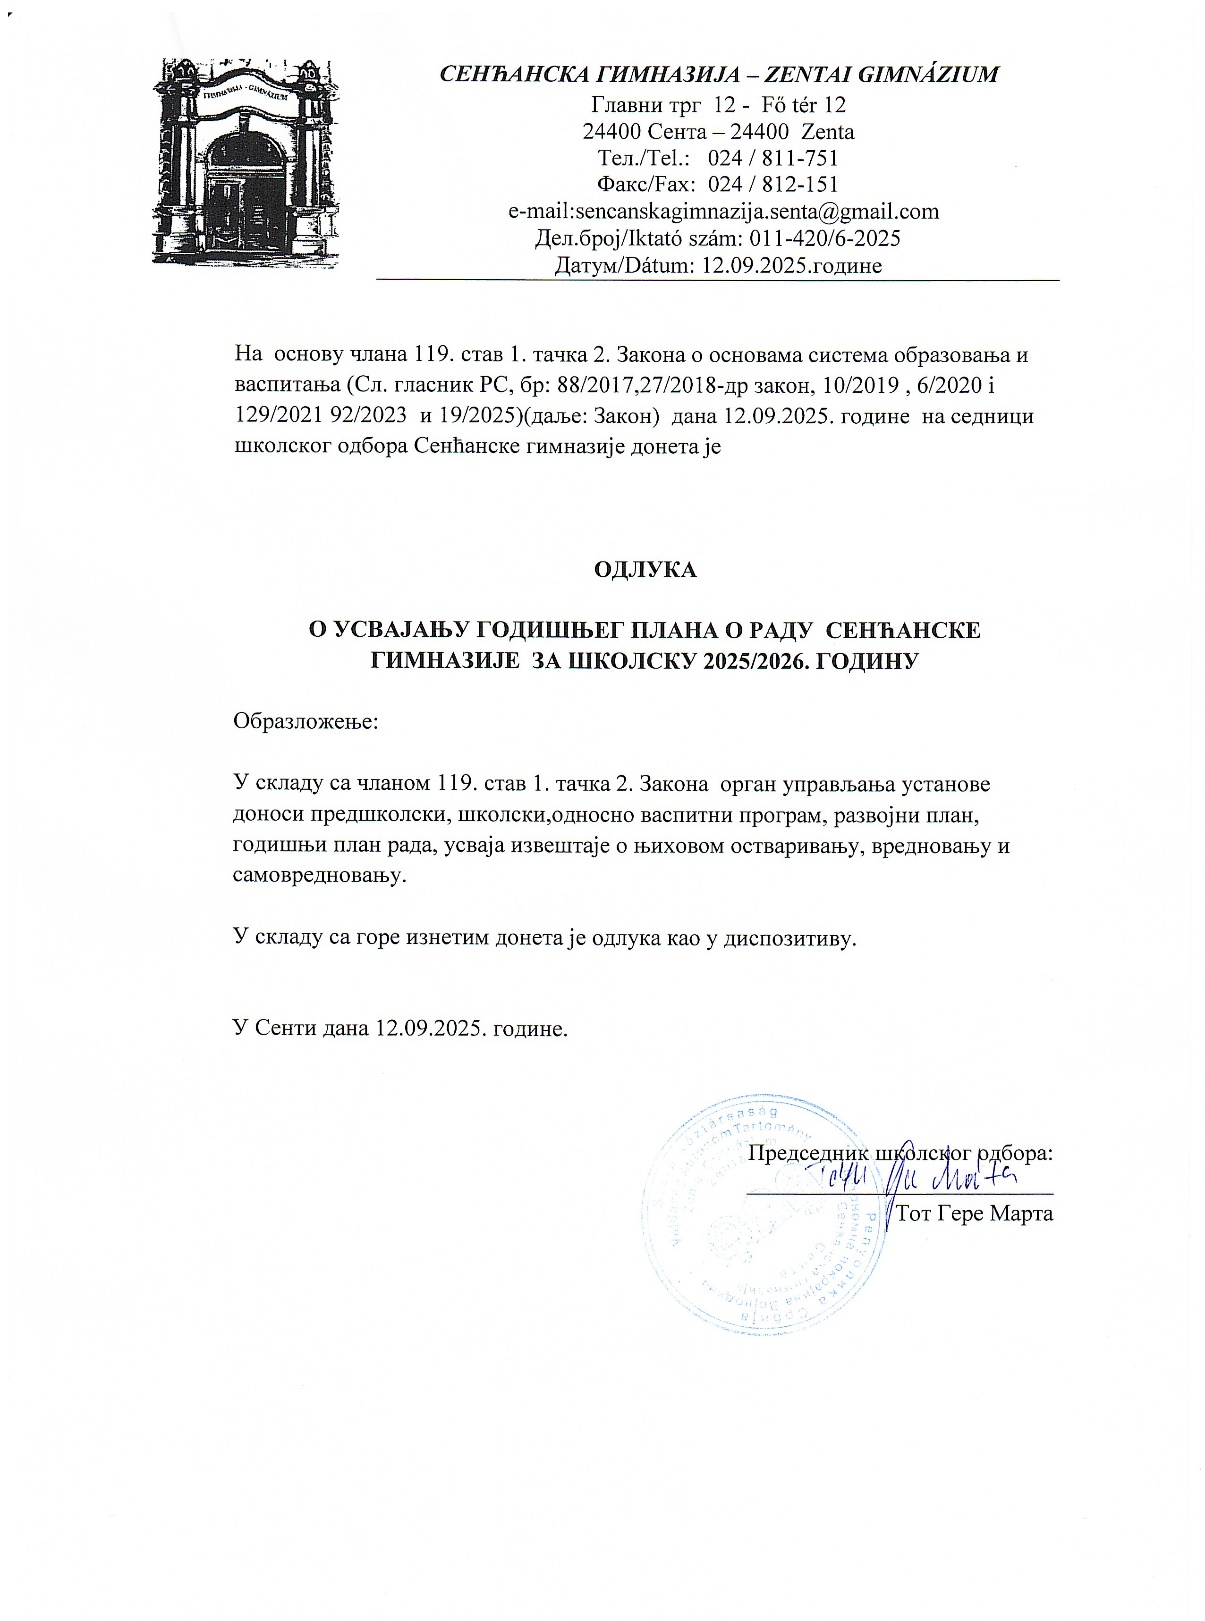 ГИМНАЗИЈА - GIMNÁZIUM
СЕНЋАНСКА ГИМНАЗИЈА – ZENTAI GIMNÁZIUM
Главни трг 12 - Fő tér 12
24400 Сента – 24400 Zenta
Тел./Tel.: 024 / 811-751
Факс/Fax: 024 / 812-151
e-mail:sencanskagimnazija.senta@gmail.com
Дел.број/Iktató szám: 011-420/6-2025
Датум/Dátum: 12.09.2025.године
На основу члана 119. став 1. тачка 2. Закона о основама система образовања и
васпитања (Сл. гласник РС, бр: 88/2017,27/2018-др закон, 10/2019 , 6/2020 i
129/2021 92/2023 и 19/2025)(даље: Закон) дана 12.09.2025. године на седници
школског одбора Сенћанске гимназије донета је
ОДЛУКА
О УСВАЈАЊУ ГОДИШЊЕГ ПЛАНА О РАДУ СЕНЋАНСКЕ
ГИМНАЗИЈЕ ЗА ШКОЛСКУ 2025/2026. ГОДИНУ
Образложење:
У складу са чланом 119. став 1. тачка 2. Закона орган управљања установе
доноси предшколски, школски,односно васпитни програм, развојни план,
годишњи план рада, усваја извештаје о њиховом остваривању, вредновању и
самовредновању.
У складу са горе изнетим донета је одлука као у диспозитиву.
У Сенти дана 12.09.2025. године.
Председник школског одбора:
Тот Гере Марта
Република Србија